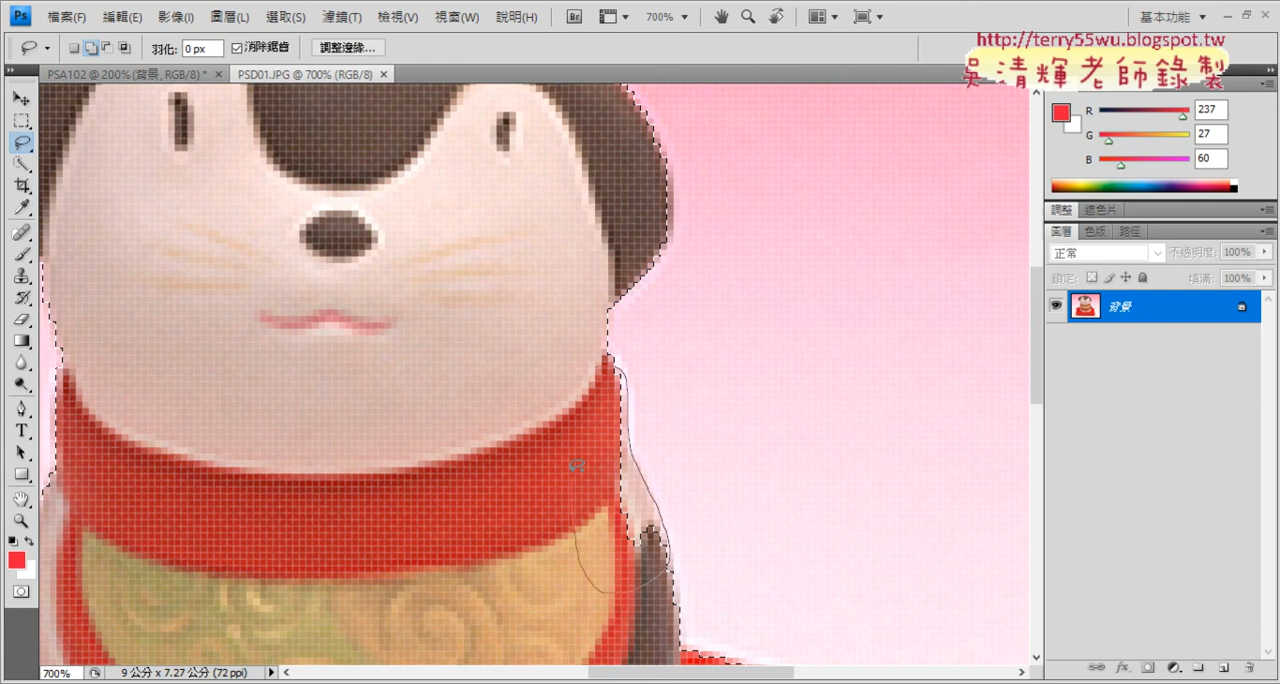 Ps 檔案(F) 編輯(E) 影像(I) 圖層(L) 選取(S) 濾鏡(T) 檢視(V) 視窗(W) 說明(H) Br 700% 基本功能
羽化: 0 px 消除鋸齒 調整邊緣...
http://terry55wu.blogspot.tw
吳清輝老師錄製
PSA102 @ 200%(背景, RGB/8) * × PSD01.JPG @ 700% (RGB/8) ×
R 237
G 27
B 60
調整 遮色片
圖層 色版 路徑
正常 不透明度: 100%
鎖定: 填滿: 100%
背景
T
700% 9 公分 x 7.27 公分 (72 ppi)
fx